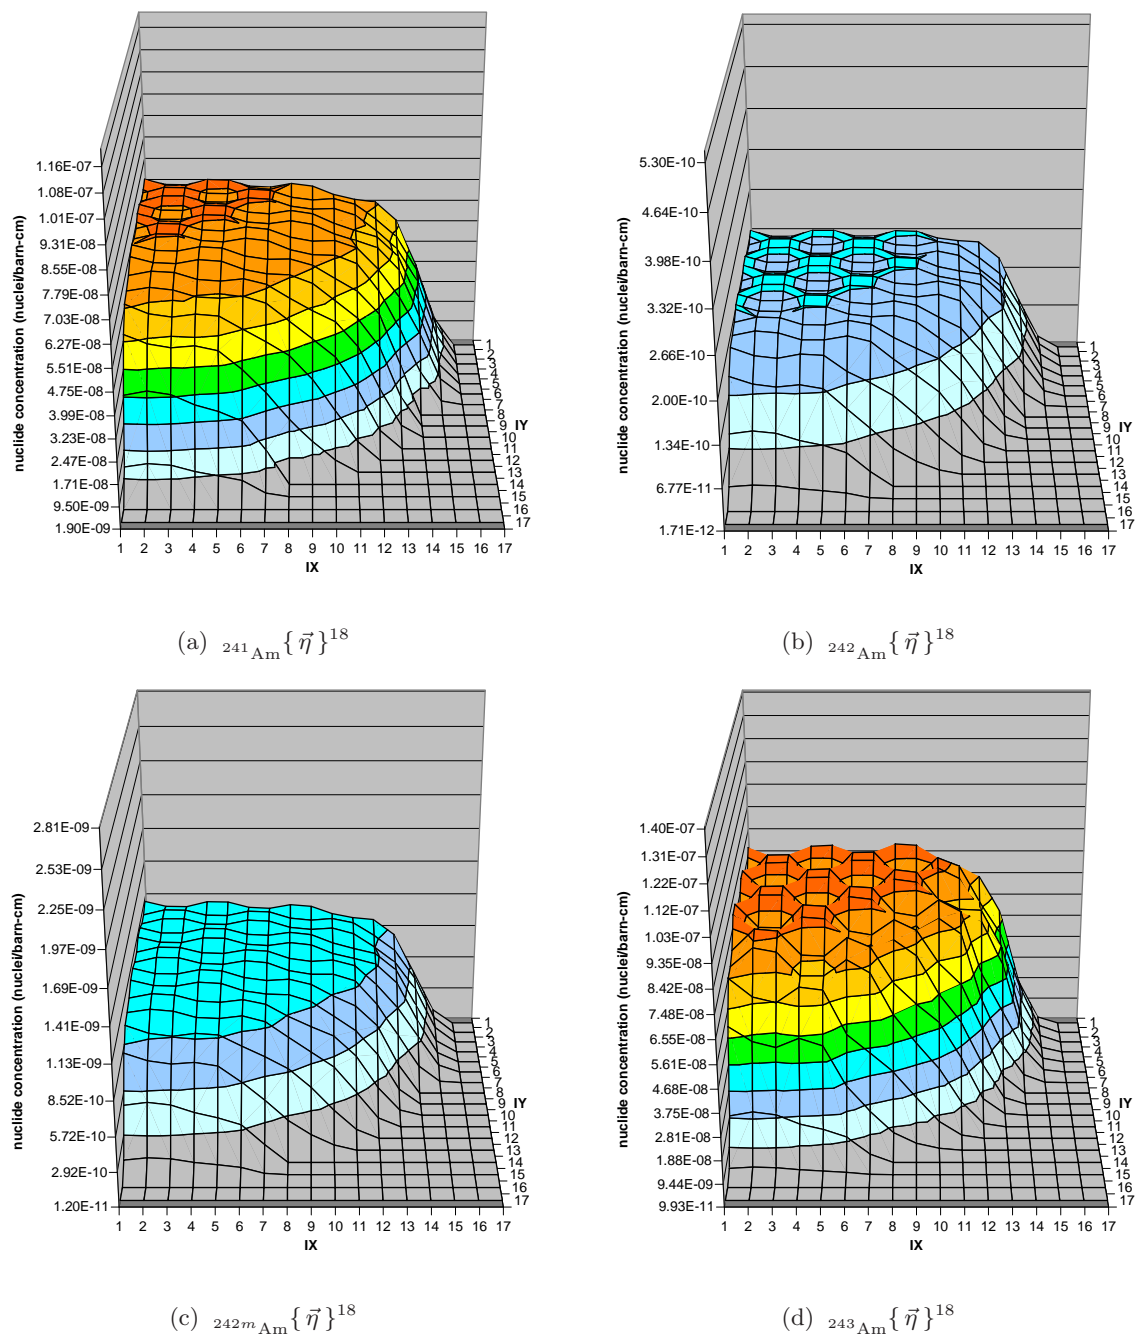 nuclide concentration (nuclei/barn-cm)
1.16E-07
1.08E-07
1.01E-07
9.31E-08
8.55E-08
7.79E-08
7.03E-08
6.27E-08
5.51E-08
4.75E-08
3.99E-08
3.23E-08
2.47E-08
1.71E-08
9.50E-09
1.90E-09
1 2 3 4 5 6 7 8 9 10 11 12 13 14 15 16 17
IX
1
2
3
4
5
6
7
8
9
10
11
12
13
14
15
16
17
IY
(a) 241Am{ η⃗ }18
nuclide concentration (nuclei/barn-cm)
5.30E-10
4.64E-10
3.98E-10
3.32E-10
2.66E-10
2.00E-10
1.34E-10
6.77E-11
1.71E-12
1 2 3 4 5 6 7 8 9 10 11 12 13 14 15 16 17
IX
1
2
3
4
5
6
7
8
9
10
11
12
13
14
15
16
17
IY
(b) 242Am{ η⃗ }18
nuclide concentration (nuclei/barn-cm)
2.81E-09
2.53E-09
2.25E-09
1.97E-09
1.69E-09
1.41E-09
1.13E-09
8.52E-10
5.72E-10
2.92E-10
1.20E-11
1 2 3 4 5 6 7 8 9 10 11 12 13 14 15 16 17
IX
1
2
3
4
5
6
7
8
9
10
11
12
13
14
15
16
17
IY
(c) 242mAm{ η⃗ }18
nuclide concentration (nuclei/barn-cm)
1.40E-07
1.31E-07
1.22E-07
1.12E-07
1.03E-07
9.35E-08
8.42E-08
7.48E-08
6.55E-08
5.61E-08
4.68E-08
3.75E-08
2.81E-08
1.88E-08
9.44E-09
9.93E-11
1 2 3 4 5 6 7 8 9 10 11 12 13 14 15 16 17
IX
1
2
3
4
5
6
7
8
9
10
11
12
13
14
15
16
17
IY
(d) 243Am{ η⃗ }18